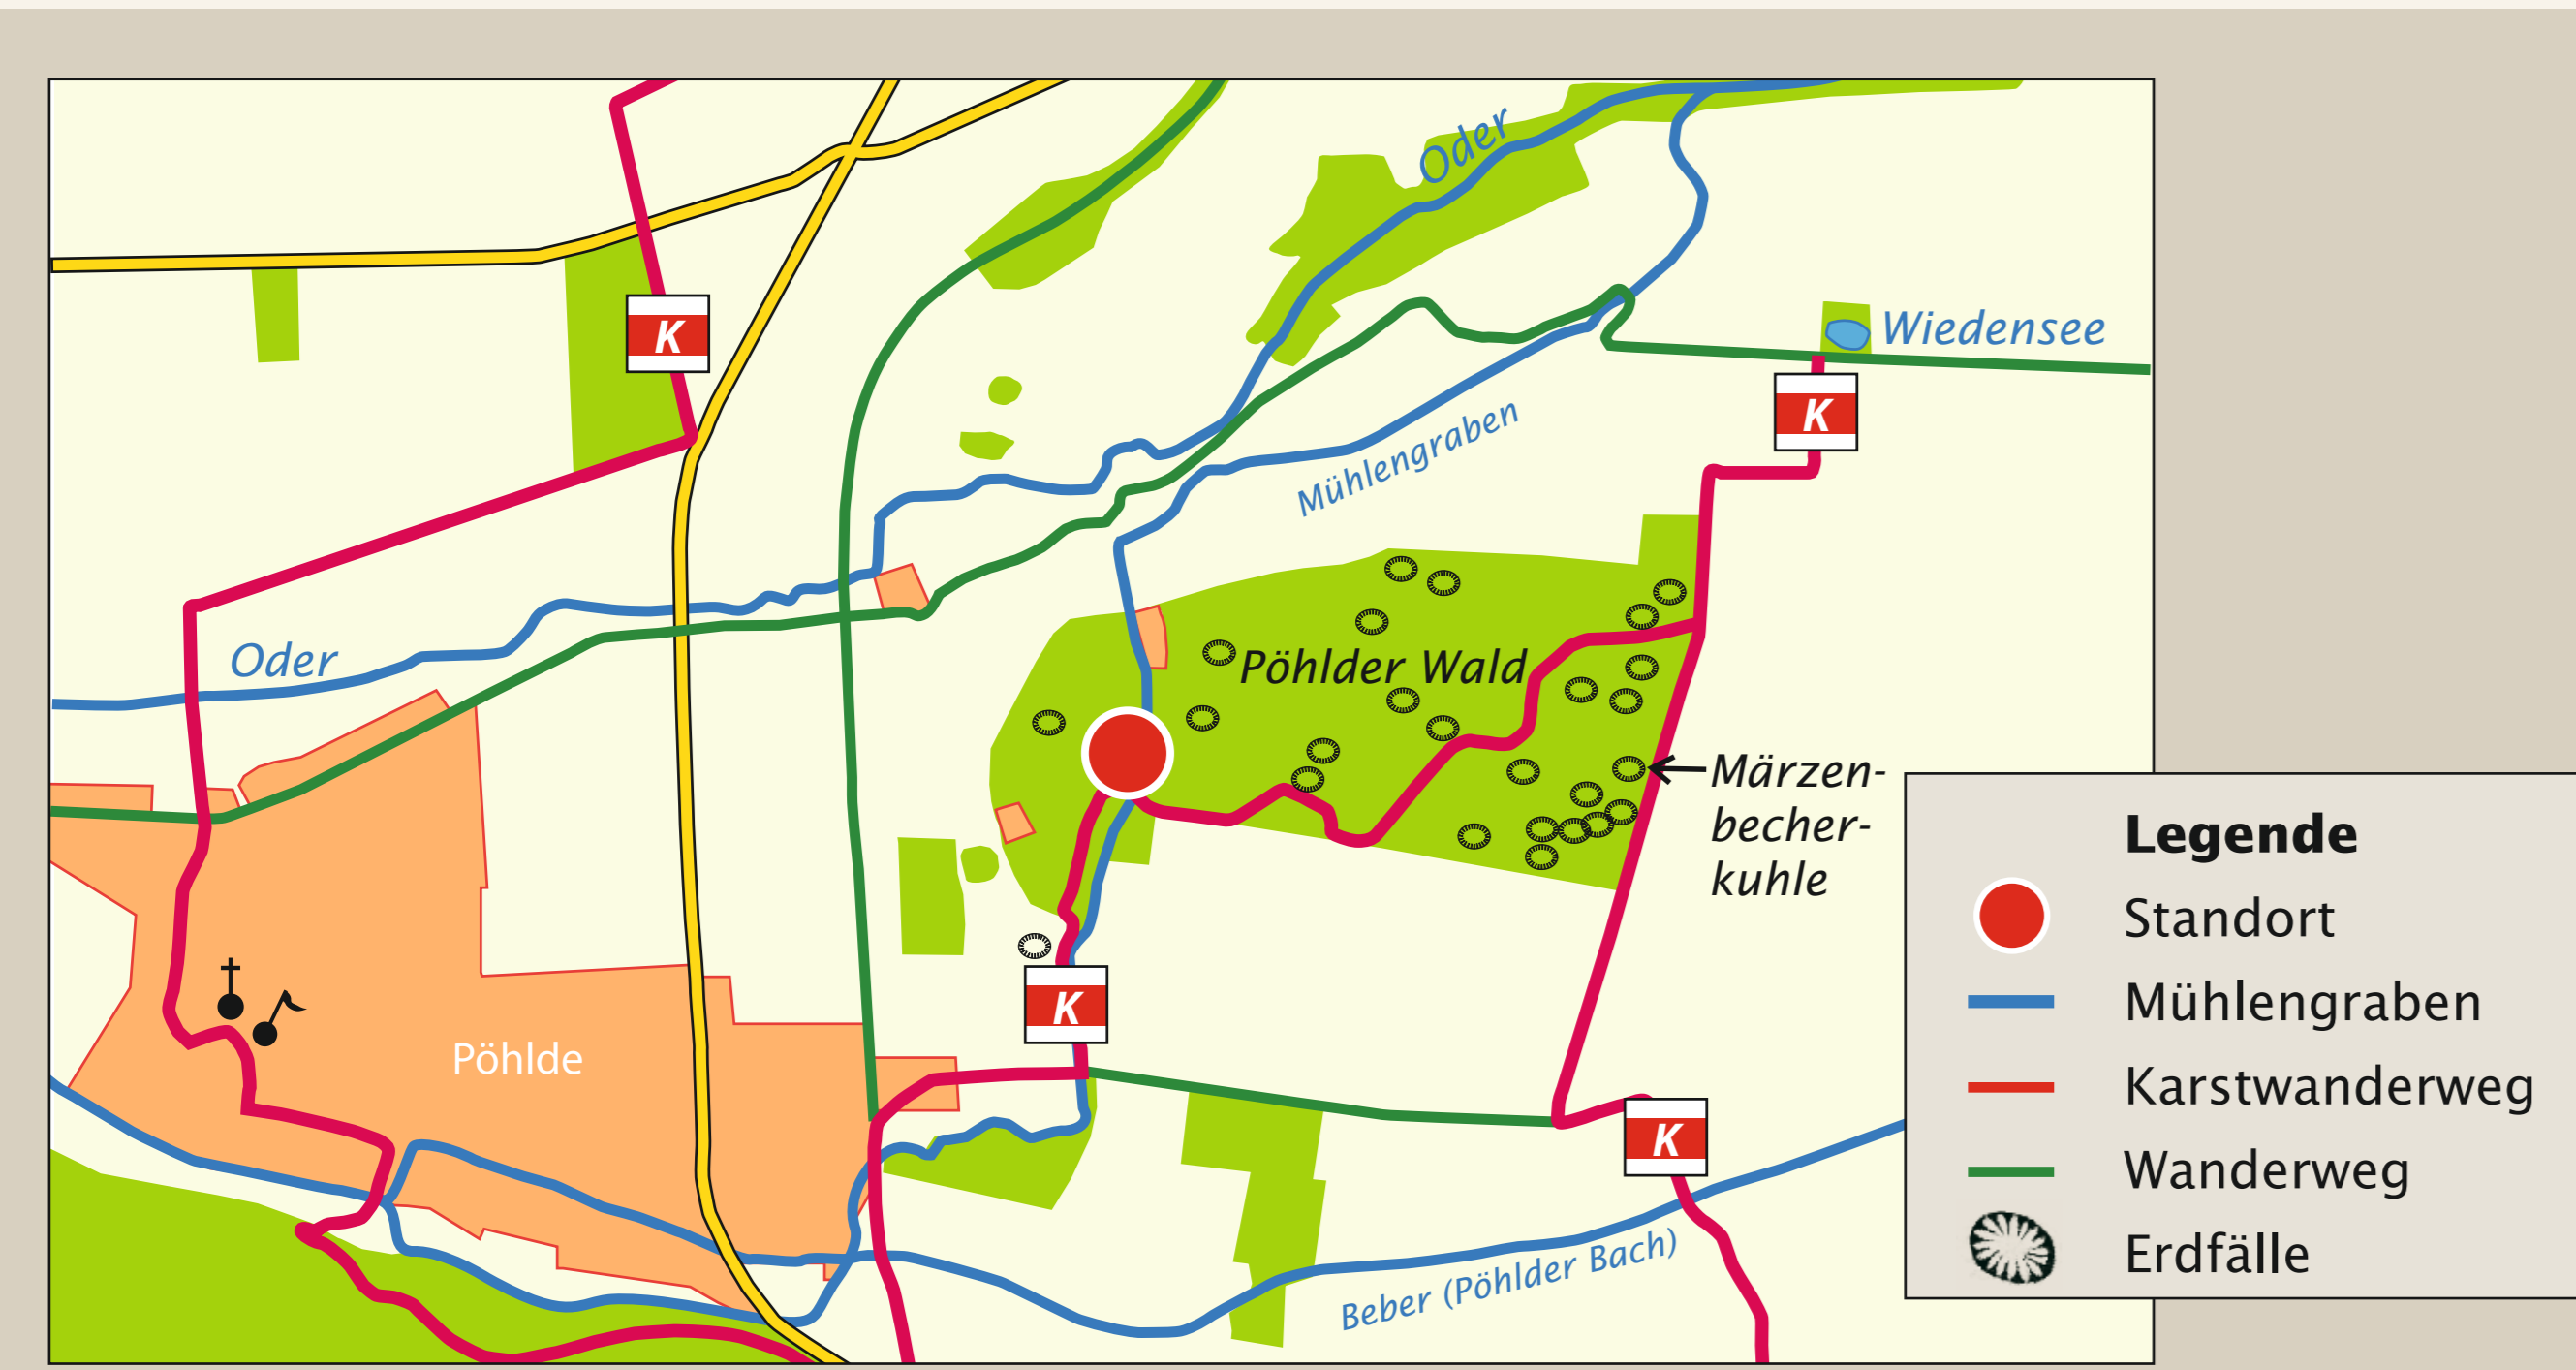 Oder
K
Wiedensee
K
Mühlengraben
Oder
Pöhlder Wald
Märzen-
becher-
kuhle
K
Pöhlde
K
Beber (Pöhlder Bach)
Legende
Standort
Mühlengraben
Karstwanderweg
Wanderweg
Erdfälle